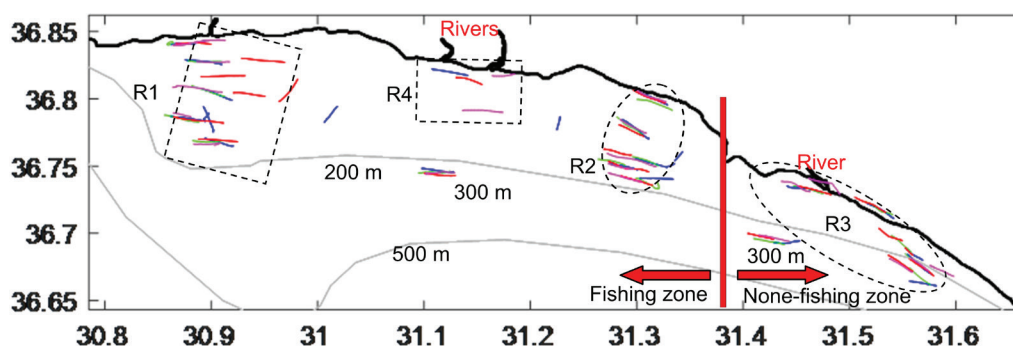 36.85
36.8
36.75
36.7
36.65
Rivers
R1
R4
R2
River
200 m
300 m
R3
500 m
300 m
Fishing zone
None-fishing zone
30.8 30.9 31 31.1 31.2 31.3 31.4 31.5 31.6